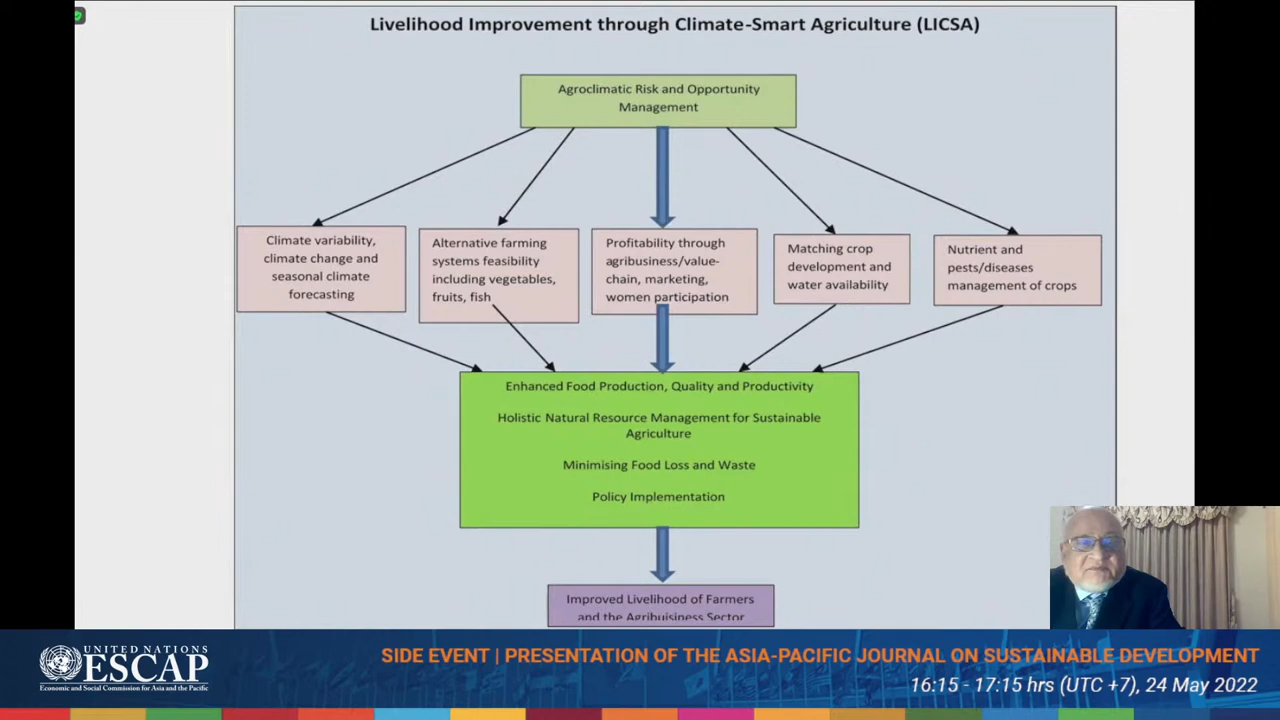 Livelihood Improvement through Climate-Smart Agriculture (LICSA)
Agroclimatic Risk and Opportunity
Management
Climate variability,
climate change and
seasonal climate
forecasting
Alternative farming
systems feasibility
including vegetables,
fruits, fish
Profitability through
agribusiness/value-
chain, marketing,
women participation
Matching crop
development and
water availability
Nutrient and
pests/diseases
management of crops
Enhanced Food Production, Quality and Productivity
Holistic Natural Resource Management for Sustainable
Agriculture
Minimising Food Loss and Waste
Policy Implementation
Improved Livelihood of Farmers
and the Agribuisiness Sector
UNITED NATIONS
ESCAP
Economic and Social Commission for Asia and the Pacific
SIDE EVENT | PRESENTATION OF THE ASIA-PACIFIC JOURNAL ON SUSTAINABLE DEVELOPMENT
16:15 - 17:15 hrs (UTC +7), 24 May 2022